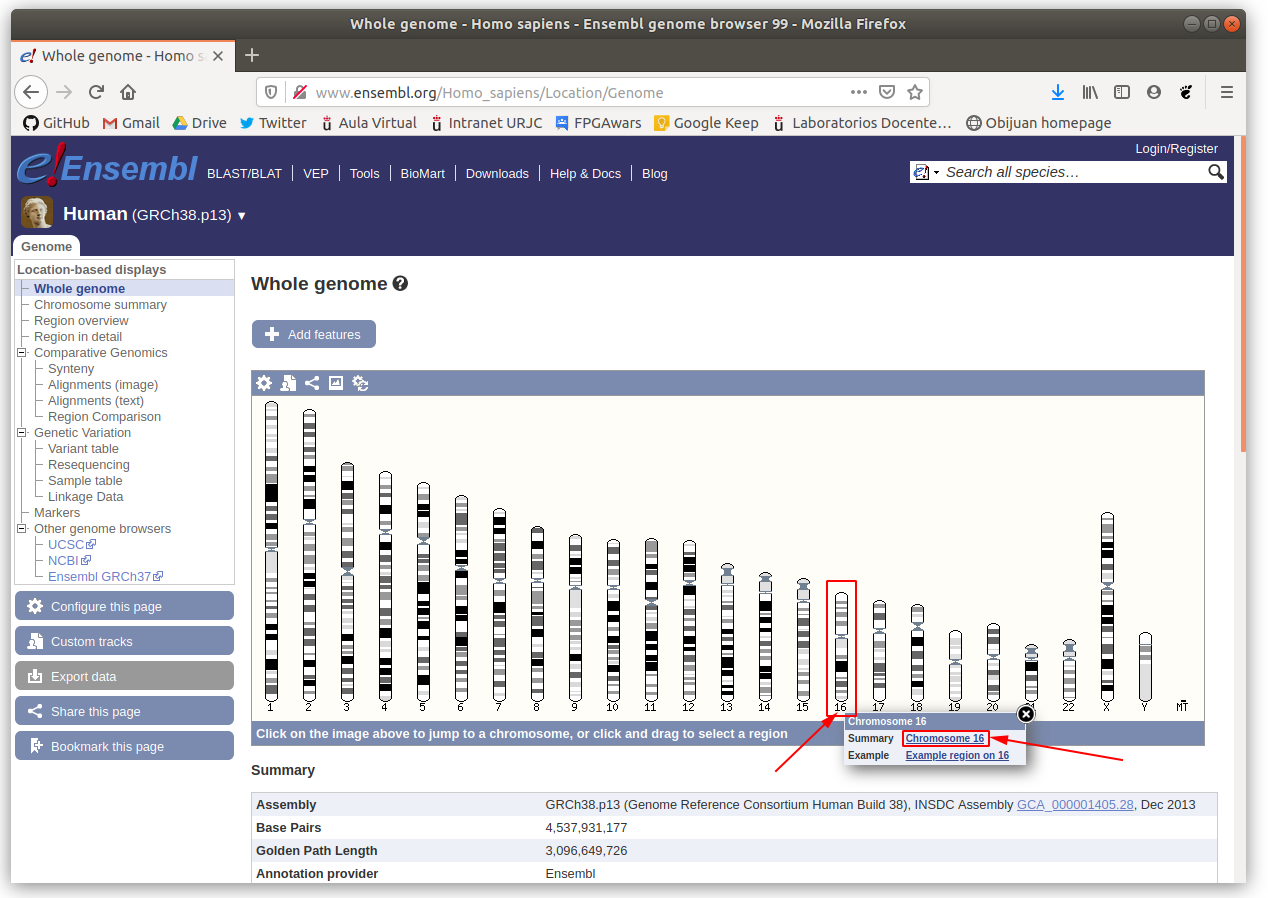 Whole genome - Homo sapiens - Ensembl genome browser 99 - Mozilla Firefox
Whole genome - Homo s
www.ensembl.org/Homo_sapiens/Location/Genome
GitHub Gmail Drive Twitter Aula Virtual Intranet URJC FPGAwars Google Keep Laboratorios Docente… Obijuan homepage
Login/Register
e!Ensembl BLAST/BLAT VEP Tools BioMart Downloads Help & Docs Blog
Search all species…
Human (GRCh38.p13)
Genome
Location-based displays
Whole genome
Chromosome summary
Region overview
Region in detail
Comparative Genomics
Synteny
Alignments (image)
Alignments (text)
Region Comparison
Genetic Variation
Variant table
Resequencing
Sample table
Linkage Data
Markers
Other genome browsers
UCSC
NCBI
Ensembl GRCh37
Configure this page
Custom tracks
Export data
Share this page
Bookmark this page
Whole genome
Add features
1 2 3 4 5 6 7 8 9 10 11 12 13 14 15 16 17 18 19 20 21 22 X Y MT
Click on the image above to jump to a chromosome, or click and drag to select a region
Chromosome 16
Summary Chromosome 16
Example Example region on 16
Summary
Assembly GRCh38.p13 (Genome Reference Consortium Human Build 38), INSDC Assembly GCA_000001405.28, Dec 2013
Base Pairs 4,537,931,177
Golden Path Length 3,096,649,726
Annotation provider Ensembl